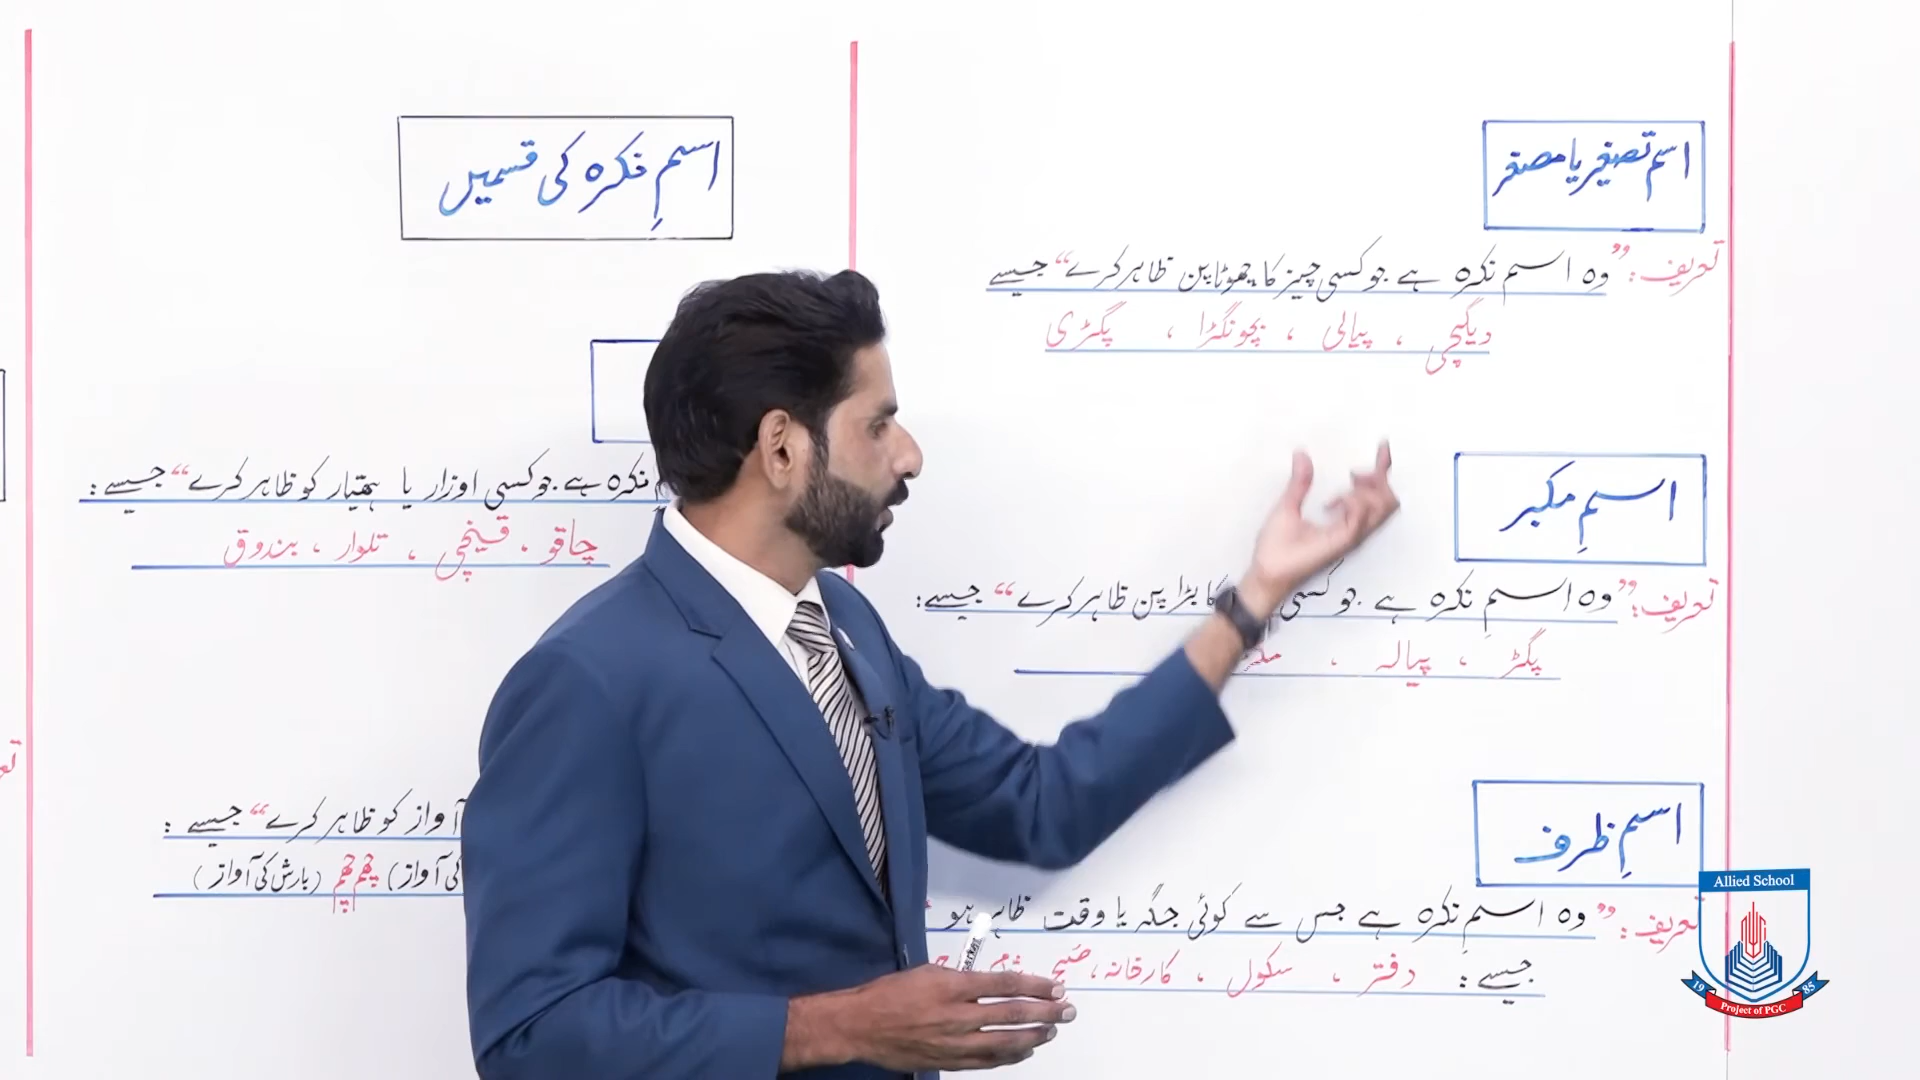 اسمِ نکرہ کی قسمیں
اسم تصغیر یا مصغر
تعریف: ”وہ اسم نکرہ ہے جو کسی چیز کا چھوٹا پن ظاہر کرے“ جیسے
دیگچی ، پیالی ، بچونگڑا ، پگڑی
اسمِ مکبر
تعریف: ”وہ اسمِ نکرہ ہے جو کسی کا بڑا پن ظاہر کرے“ جیسے:
پگڑ ، پیالہ ،
اسمِ ظرف
تعریف: ”وہ اسمِ نکرہ ہے جس سے کوئی جگہ یا وقت ظاہر ہو
جیسے: دفتر ، سکول ، کارخانہ، صبح
نکرہ ہے جو کسی اوزار یا ہتھیار کو ظاہر کرے“ جیسے:
چاقو ، قینچی ، تلوار ، بندوق
آواز کو ظاہر کرے“ جیسے:
کی آواز) چھم چھم (بارش کی آواز)
Allied School
19 85
Project of PGC